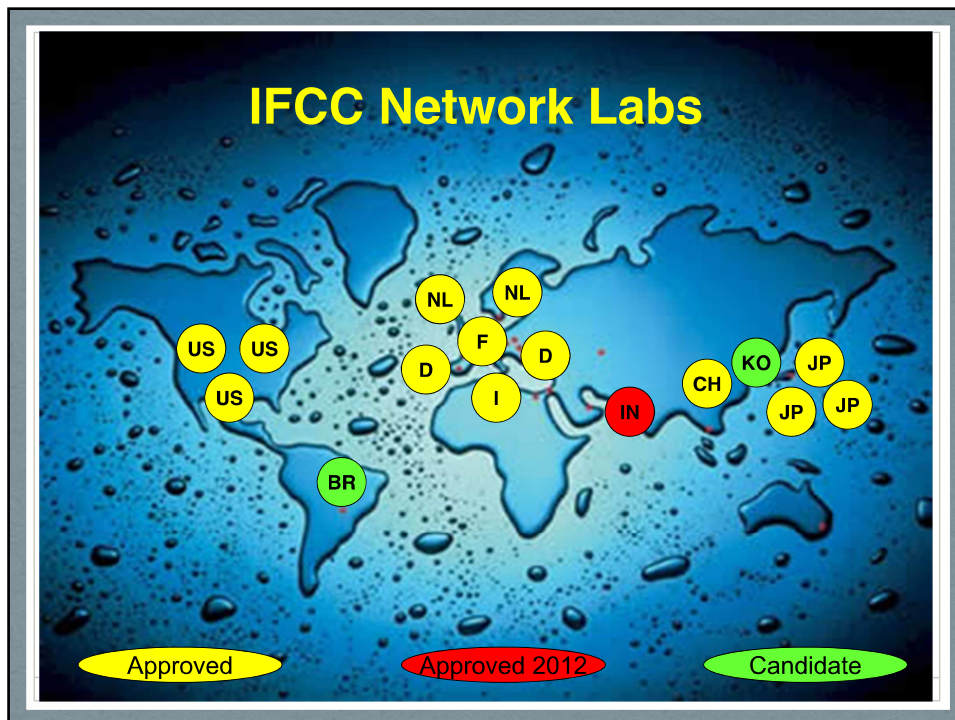 IFCC Network Labs
NL
NL
US
US
F
D
D
KO
JP
CH
US
I
IN
JP
JP
BR
Approved
Approved 2012
Candidate